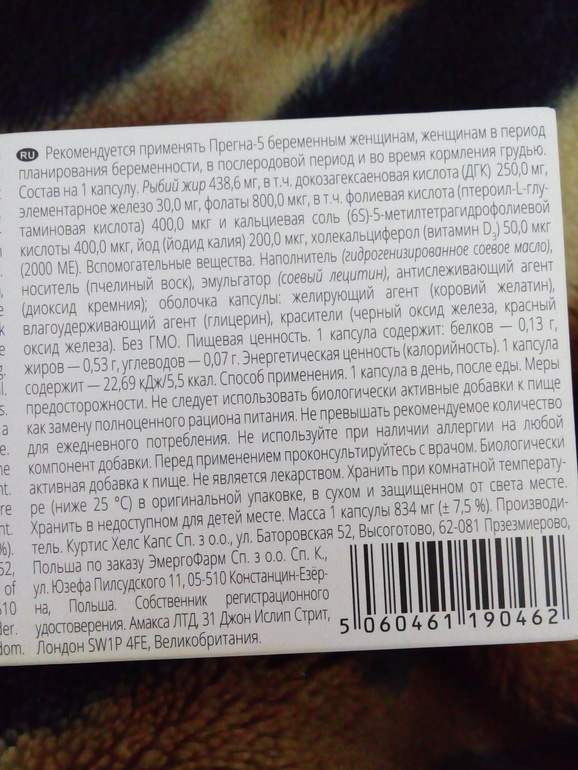 RU Рекомендуется применять Прегна-5 беременным женщинам, женщинам в период
планирования беременности, в послеродовой период и во время кормления грудью.
Состав на 1 капсулу. Рыбий жир 438,6 мг, в т.ч. докозагексаеновая кислота (ДГК) 250,0 мг,
элементарное железо 30,0 мг, фолаты 800,0 мкг, в т.ч. фолиевая кислота (птероил-L-глу-
таминовая кислота) 400,0 мкг и кальциевая соль (6S)-5-метилтетрагидрофолиевой
кислоты 400,0 мкг, йод (йодид калия) 200,0 мкг, холекальциферол (витамин D3) 50,0 мкг
(2000 МЕ). Вспомогательные вещества. Наполнитель (гидрогенизированное соевое масло),
носитель (пчелиный воск), эмульгатор (соевый лецитин), антислеживающий агент
(диоксид кремния); оболочка капсулы: желирующий агент (коровий желатин),
влагоудерживающий агент (глицерин), красители (черный оксид железа, красный
оксид железа). Без ГМО. Пищевая ценность. 1 капсула содержит: белков — 0,13 г,
жиров — 0,53 г, углеводов — 0,07 г. Энергетическая ценность (калорийность). 1 капсула
содержит — 22,69 кДж/5,5 ккал. Способ применения. 1 капсула в день, после еды. Меры
предосторожности. Не следует использовать биологически активные добавки к пище
как замену полноценного рациона питания. Не превышать рекомендуемое количество
для ежедневного потребления. Не используйте при наличии аллергии на любой
компонент добавки. Перед применением проконсультируйтесь с врачом. Биологически
активная добавка к пище. Не является лекарством. Хранить при комнатной температу-
ре (ниже 25 °C) в оригинальной упаковке, в сухом и защищенном от света месте.
Хранить в недоступном для детей месте. Масса 1 капсулы 834 мг (± 7,5 %). Производи-
тель. Куртис Хелс Капс Сп. з о.о., ул. Баторовская 52, Высоготово, 62-081 Прзезмиерово,
Польша по заказу ЭмергоФарм Сп. з о.о. Сп. К.,
ул. Юзефа Пилсудского 11, 05-510 Констанцин-Езёр-
на, Польша. Собственник регистрационного
удостоверения. Амакса ЛТД, 31 Джон Ислип Стрит,
Лондон SW1P 4FE, Великобритания.
5 060461 190462